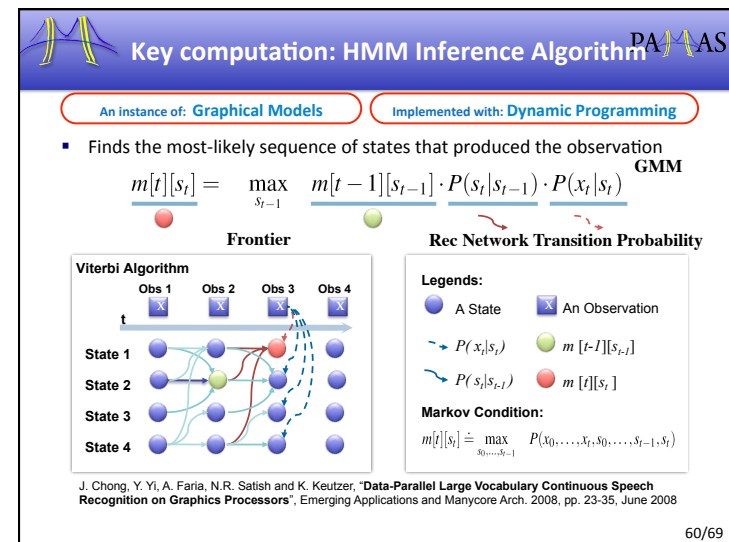 Key computation: HMM Inference Algorithm
PA AS
An instance of: Graphical Models
Implemented with: Dynamic Programming
▪ Finds the most-likely sequence of states that produced the observation
GMM
m[t][s_t] = max_{s_{t-1}} m[t − 1][s_{t-1}] · P(s_t|s_{t-1}) · P(x_t|s_t)
Frontier
Rec Network Transition Probability
Viterbi Algorithm
Obs 1 Obs 2 Obs 3 Obs 4
X X X X
t
State 1
State 2
State 3
State 4
Legends:
A State
X An Observation
P( x_t|s_t)
m [t-1][s_{t-1}]
P( s_t|s_{t-1})
m [t][s_t ]
Markov Condition:
m[t][s_t] ≐ max_{s_0,...,s_{t-1}} P(x_0,...,x_t,s_0,...,s_{t-1},s_t)
J. Chong, Y. Yi, A. Faria, N.R. Satish and K. Keutzer, “Data-Parallel Large Vocabulary Continuous Speech
Recognition on Graphics Processors”, Emerging Applications and Manycore Arch. 2008, pp. 23-35, June 2008
60/69